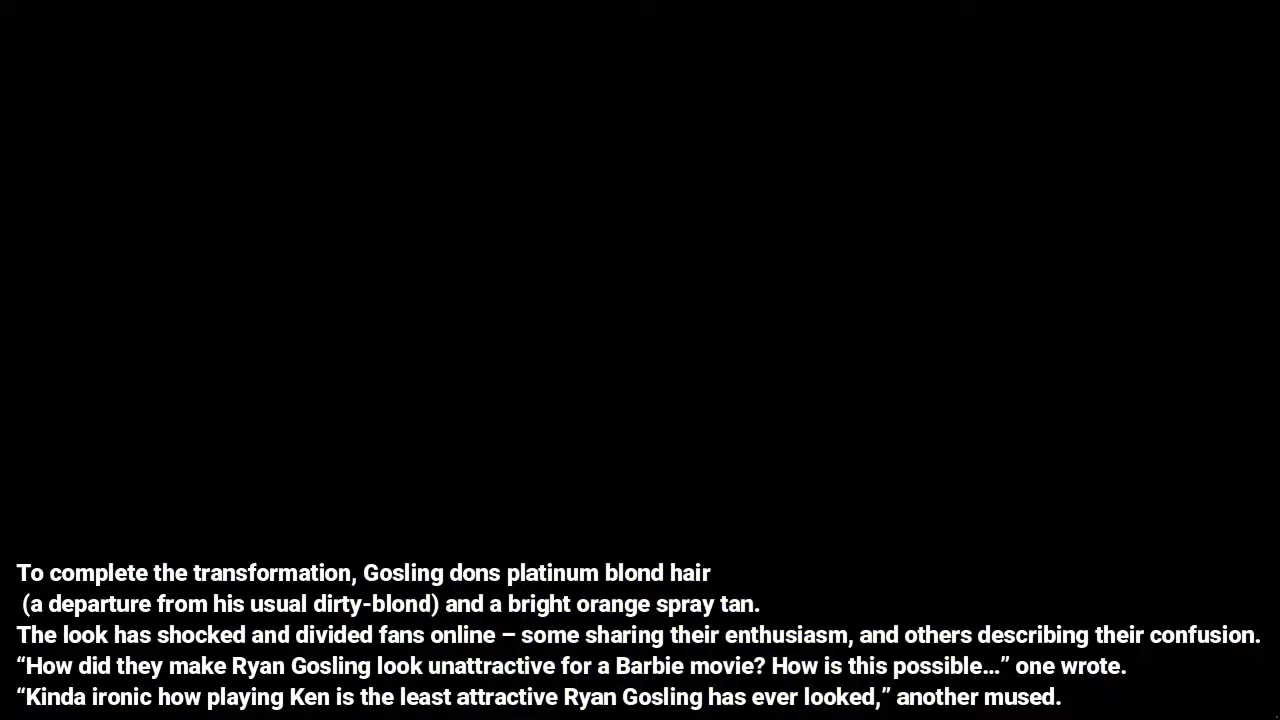 To complete the transformation, Gosling dons platinum blond hair
(a departure from his usual dirty-blond) and a bright orange spray tan.
The look has shocked and divided fans online – some sharing their enthusiasm, and others describing their confusion.
“How did they make Ryan Gosling look unattractive for a Barbie movie? How is this possible…” one wrote.
“Kinda ironic how playing Ken is the least attractive Ryan Gosling has ever looked,” another mused.